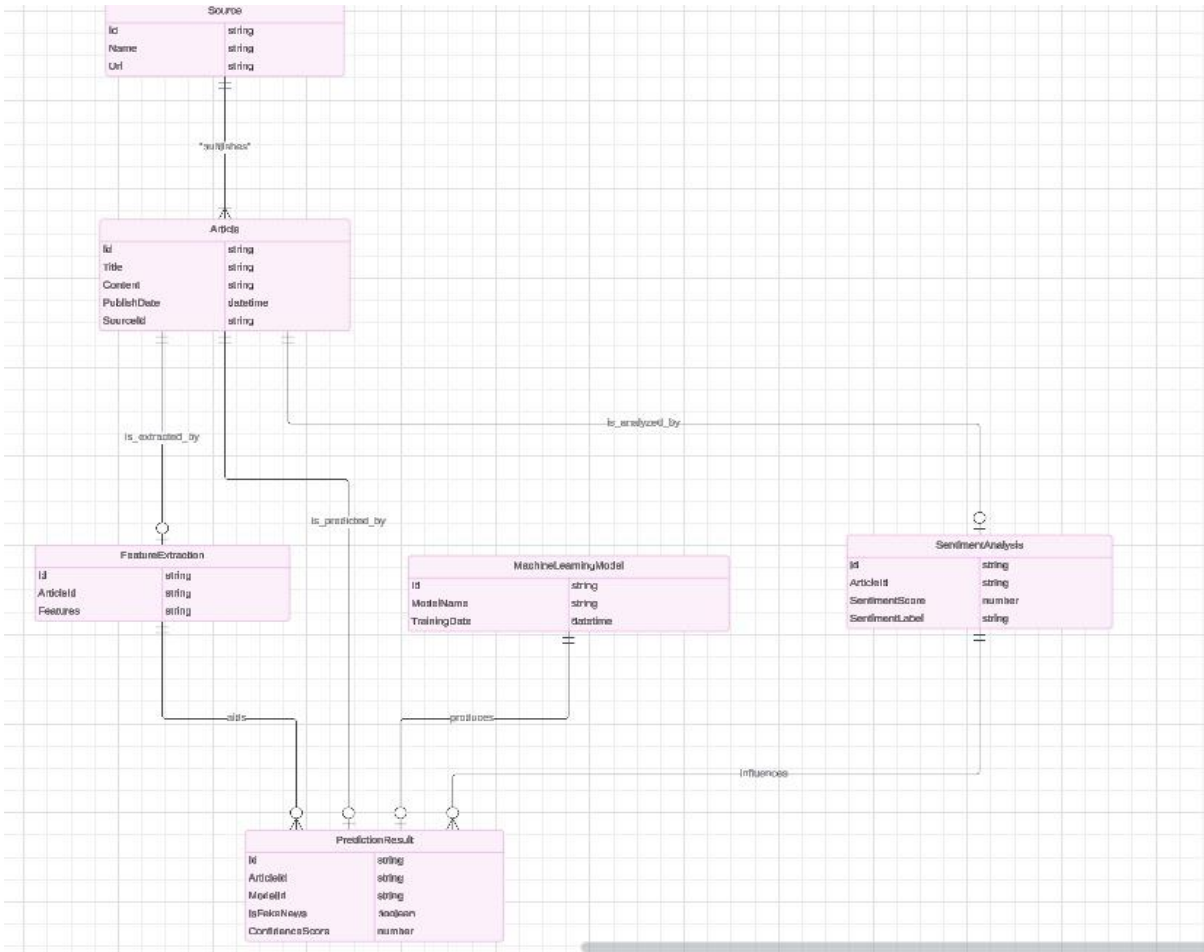 Source
Id string
Name string
Url string
Article
Id string
Title string
Content string
PublishDate datetime
SourceId string
is_analyzed_by
is_extracted_by
is_predicted_by
FeatureExtraction
Id string
ArticleId string
Features string
MachineLearningModel
Id string
ModelName string
TrainingDate datetime
SentimentAnalysis
Id string
ArticleId string
SentimentScore number
SentimentLabel string
aids
produces
influences
PredictionResult
Id string
ArticleId string
ModelId string
IsFakeNews boolean
ConfidenceScore number